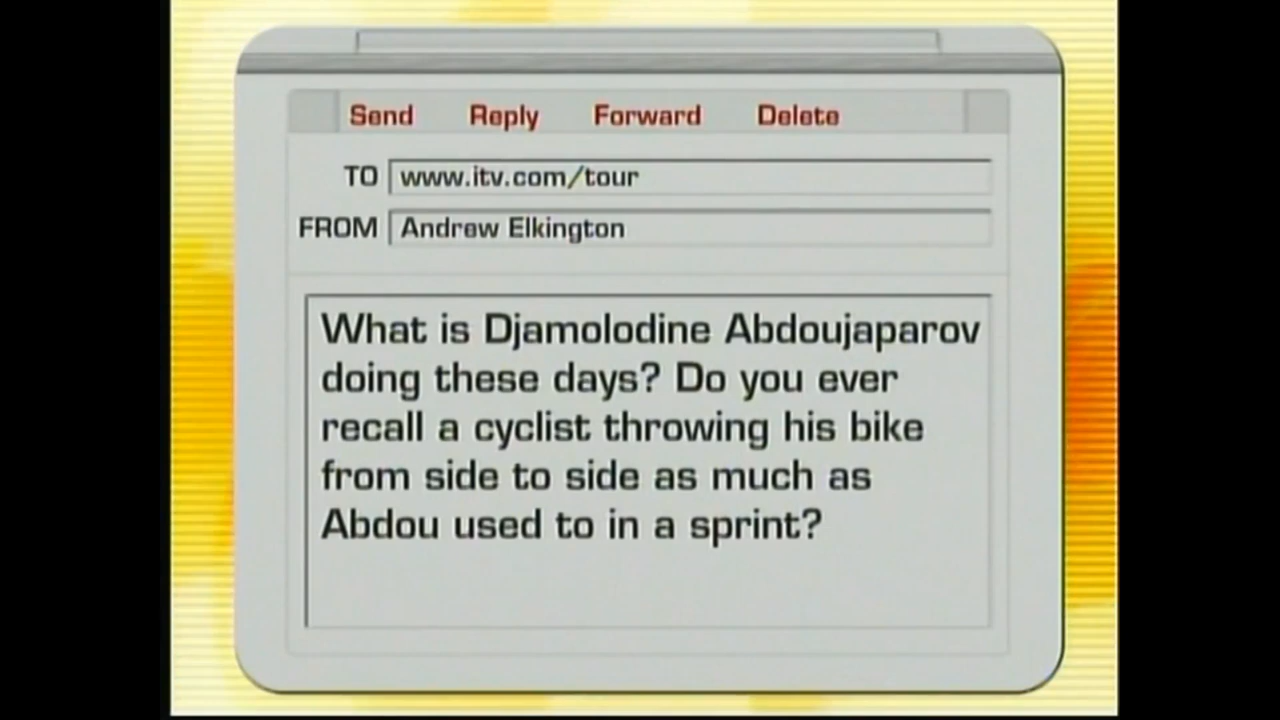 Send Reply Forward Delete
TO www.itv.com/tour
FROM Andrew Elkington
What is Djamolodine Abdoujaparov
doing these days? Do you ever
recall a cyclist throwing his bike
from side to side as much as
Abdou used to in a sprint?